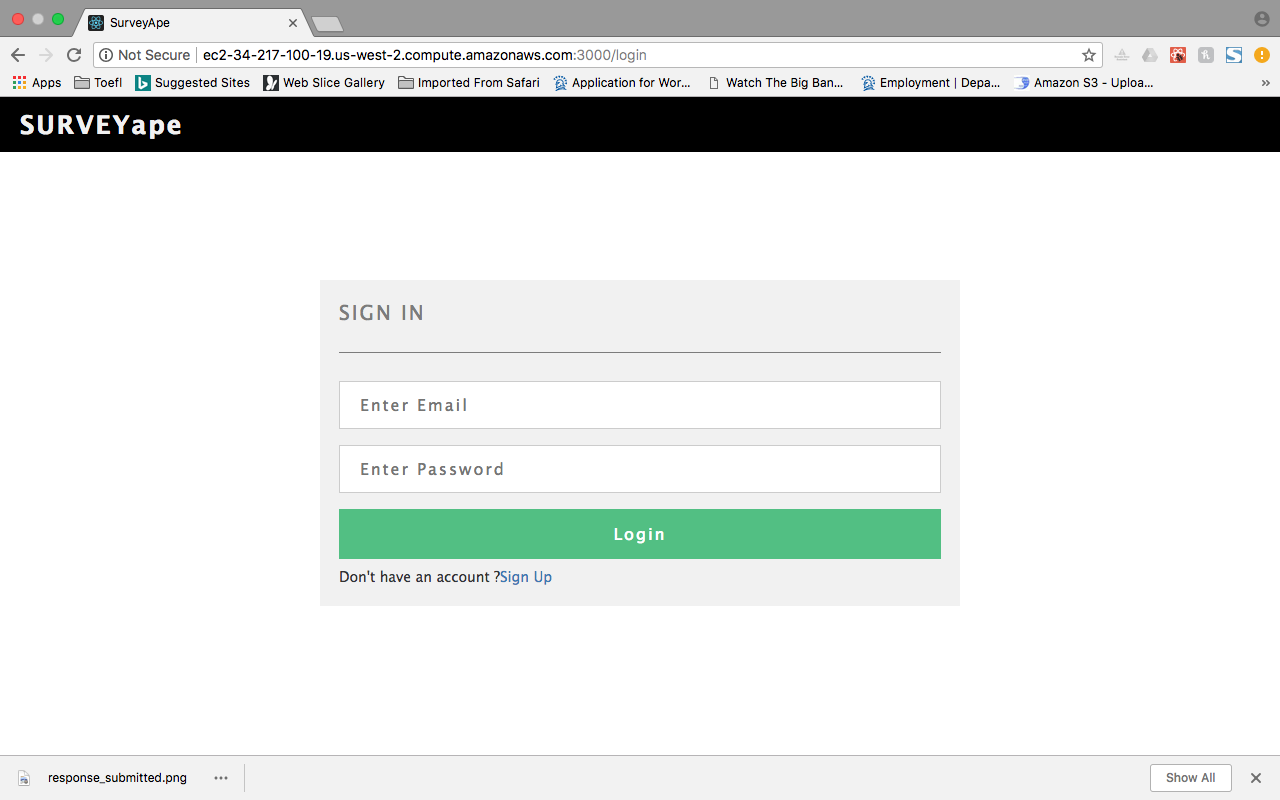 SurveyApe
Not Secure ec2-34-217-100-19.us-west-2.compute.amazonaws.com:3000/login
Apps Toefl Suggested Sites Web Slice Gallery Imported From Safari Application for Wor... Watch The Big Ban... Employment | Depa... Amazon S3 - Uploa... »
SURVEYape
SIGN IN
Enter Email
Enter Password
Login
Don't have an account ?Sign Up
response_submitted.png Show All